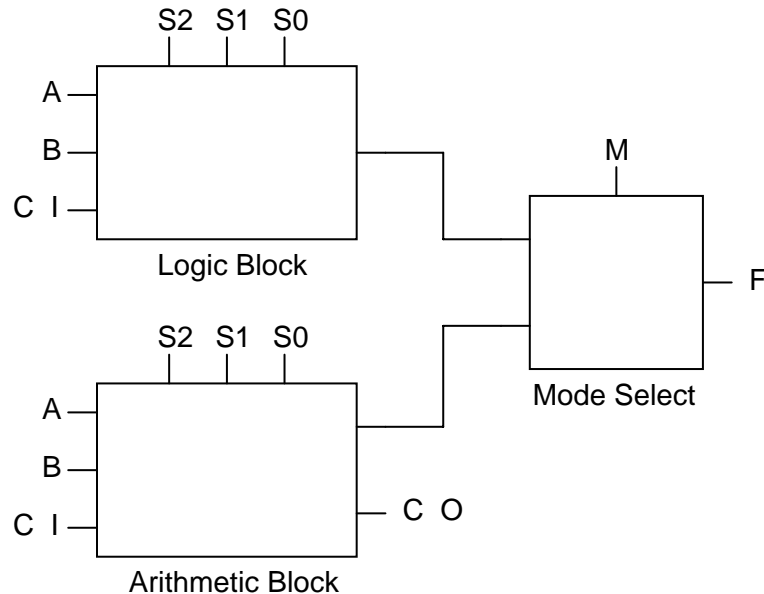 S2 S1 S0
A
B
C I
Logic Block
M
F
Mode Select
S2 S1 S0
A
B
C I
C O
Arithmetic Block